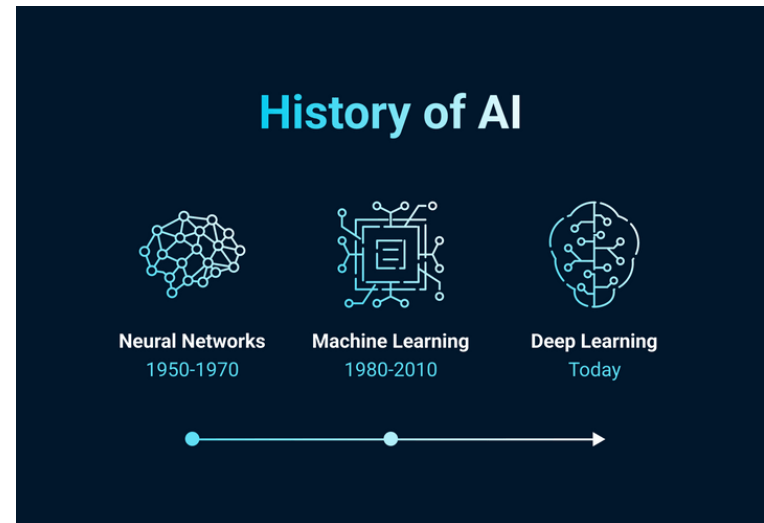 History of AI
Neural Networks
1950-1970
Machine Learning
1980-2010
Deep Learning
Today